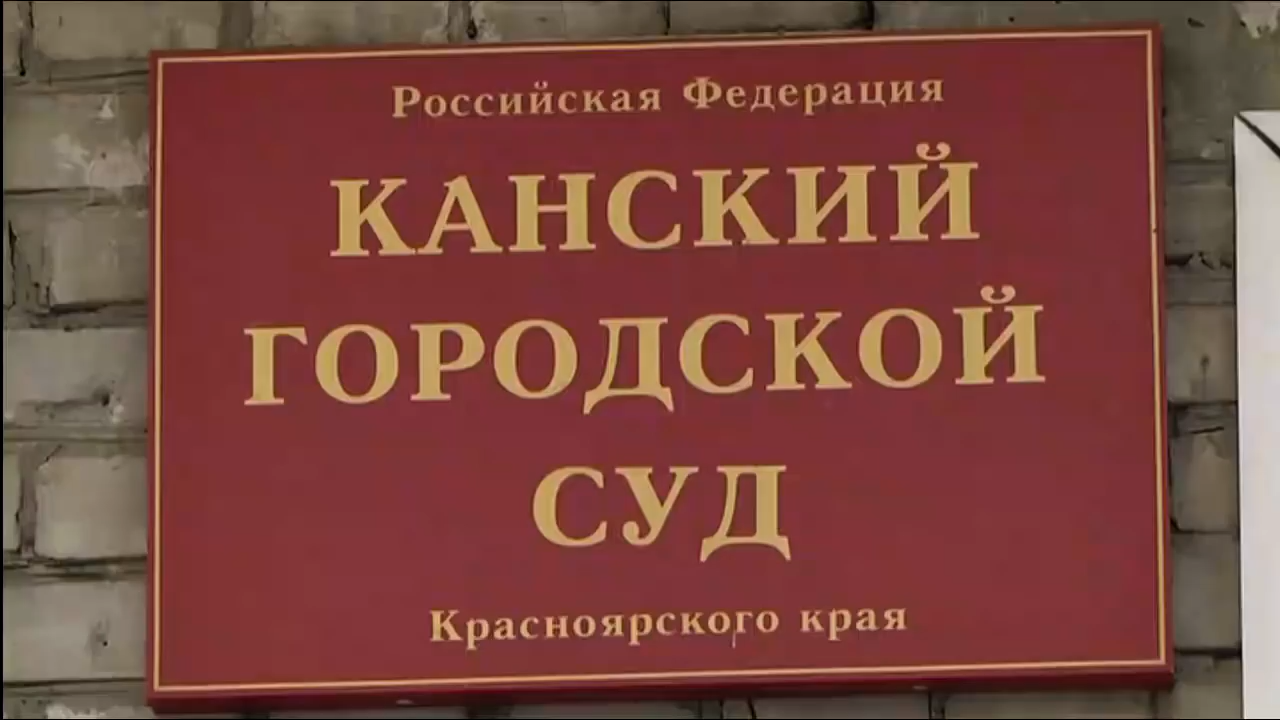 Российская Федерация
КАНСКИЙ
ГОРОДСКОЙ
СУД
Красноярского края